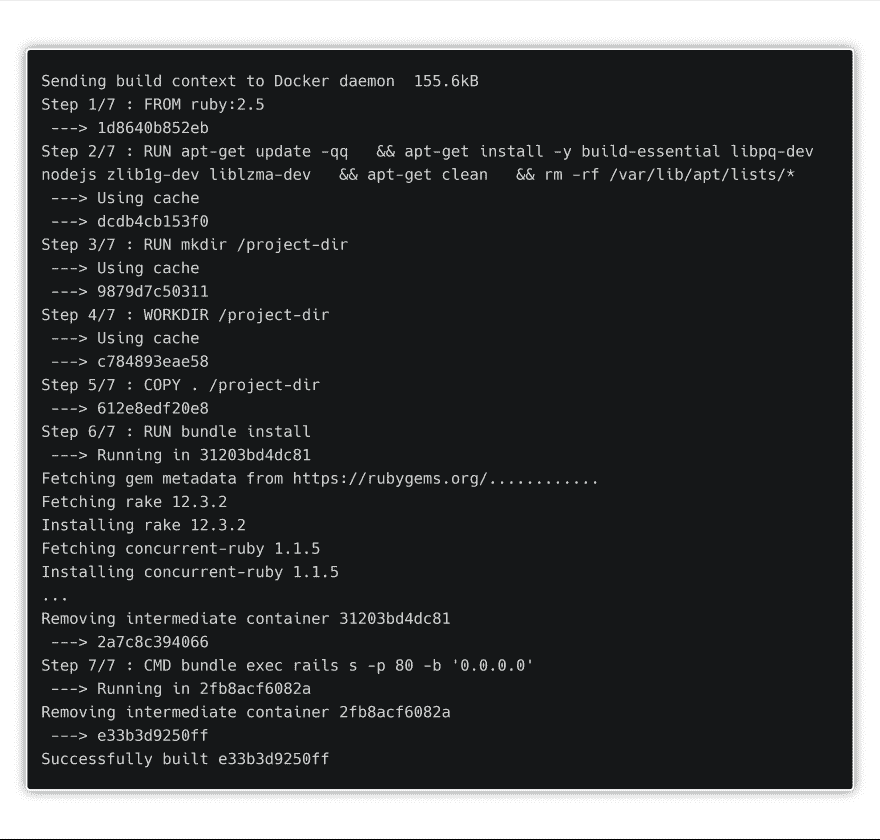 Sending build context to Docker daemon  155.6kB
Step 1/7 : FROM ruby:2.5
 ---> 1d8640b852eb
Step 2/7 : RUN apt-get update -qq   && apt-get install -y build-essential libpq-dev
nodejs zlib1g-dev liblzma-dev   && apt-get clean   && rm -rf /var/lib/apt/lists/*
 ---> Using cache
 ---> dcdb4cb153f0
Step 3/7 : RUN mkdir /project-dir
 ---> Using cache
 ---> 9879d7c50311
Step 4/7 : WORKDIR /project-dir
 ---> Using cache
 ---> c784893eae58
Step 5/7 : COPY . /project-dir
 ---> 612e8edf20e8
Step 6/7 : RUN bundle install
 ---> Running in 31203bd4dc81
Fetching gem metadata from https://rubygems.org/............
Fetching rake 12.3.2
Installing rake 12.3.2
Fetching concurrent-ruby 1.1.5
Installing concurrent-ruby 1.1.5
...
Removing intermediate container 31203bd4dc81
 ---> 2a7c8c394066
Step 7/7 : CMD bundle exec rails s -p 80 -b '0.0.0.0'
 ---> Running in 2fb8acf6082a
Removing intermediate container 2fb8acf6082a
 ---> e33b3d9250ff
Successfully built e33b3d9250ff